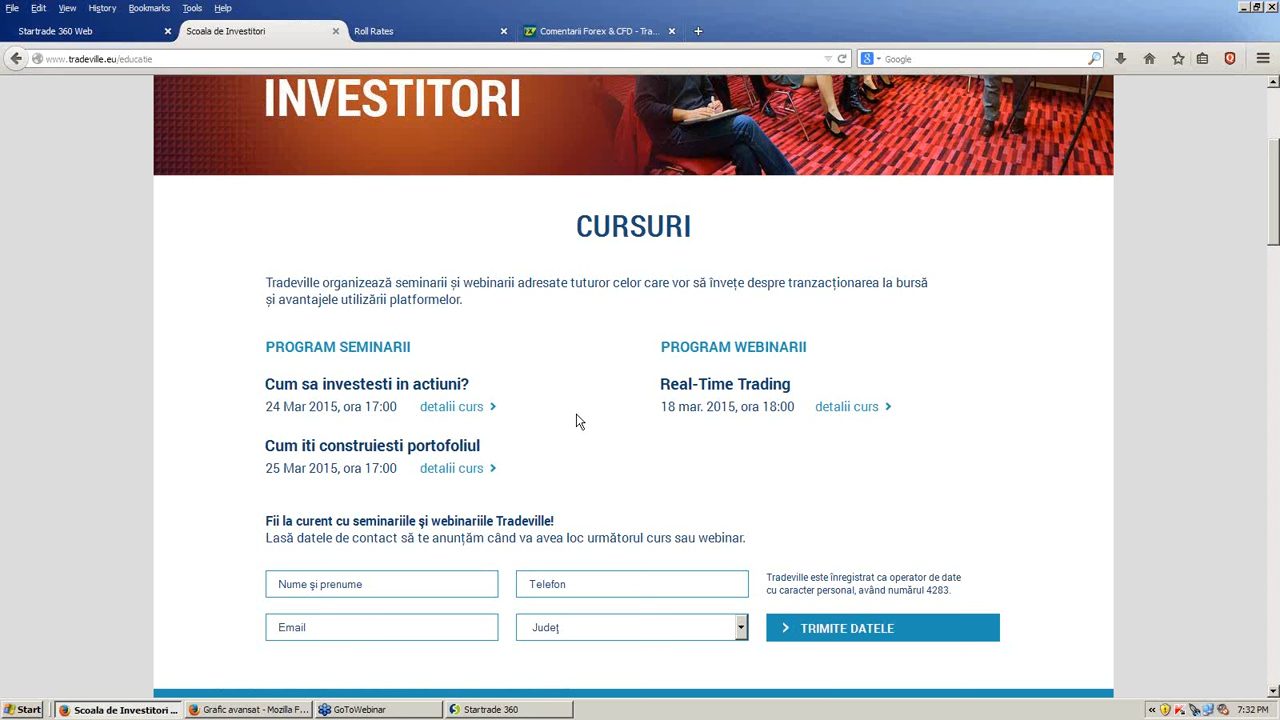 File Edit View History Bookmarks Tools Help
Startrade 360 Web
Scoala de Investitori
Roll Rates
Comentarii Forex & CFD - Tra...
www.tradeville.eu/educatie
Google
INVESTITORI
CURSURI
Tradeville organizează seminarii și webinarii adresate tuturor celor care vor să învețe despre tranzacționarea la bursă
și avantajele utilizării platformelor.
PROGRAM SEMINARII
Cum sa investesti in actiuni?
24 Mar 2015, ora 17:00 detalii curs
Cum iti construiesti portofoliul
25 Mar 2015, ora 17:00 detalii curs
PROGRAM WEBINARII
Real-Time Trading
18 mar. 2015, ora 18:00 detalii curs
Fii la curent cu seminariile şi webinariile Tradeville!
Lasă datele de contact să te anunțăm când va avea loc următorul curs sau webinar.
Nume şi prenume
Telefon
Tradeville este înregistrat ca operator de date
cu caracter personal, având numărul 4283.
Email
Judeţ
TRIMITE DATELE
Start
Scoala de Investitori ...
Grafic avansat - Mozilla F...
GoToWebinar
Startrade 360
7:32 PM